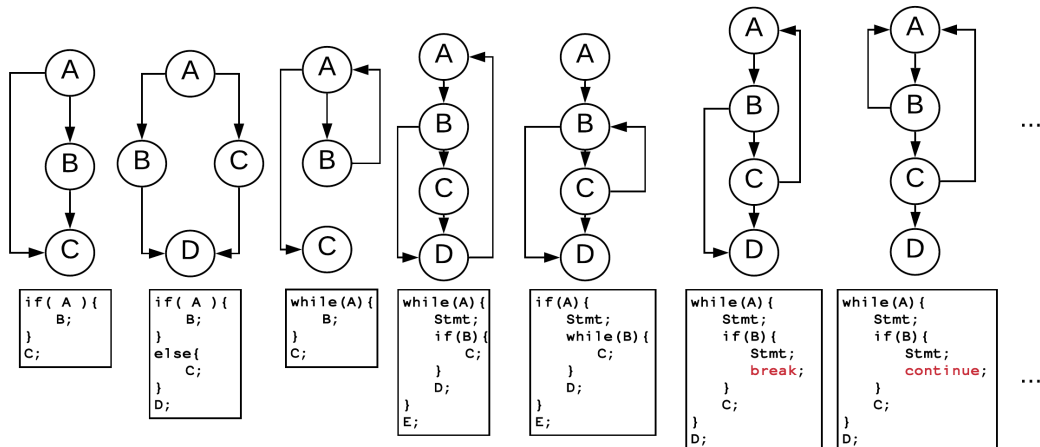 A
B
C
A
B
C
D
A
B
C
A
B
C
D
A
B
C
D
A
B
C
D
A
B
C
D
...
if( A ){
B;
}
C;
if( A ){
B;
}
else{
C;
}
D;
while(A){
B;
}
C;
while(A){
Stmt;
if(B){
C;
}
D;
}
E;
if(A){
Stmt;
while(B){
C;
}
D;
}
E;
while(A){
Stmt;
if(B){
Stmt;
break;
}
C;
}
D;
while(A){
Stmt;
if(B){
Stmt;
continue;
}
C;
}
D;
...